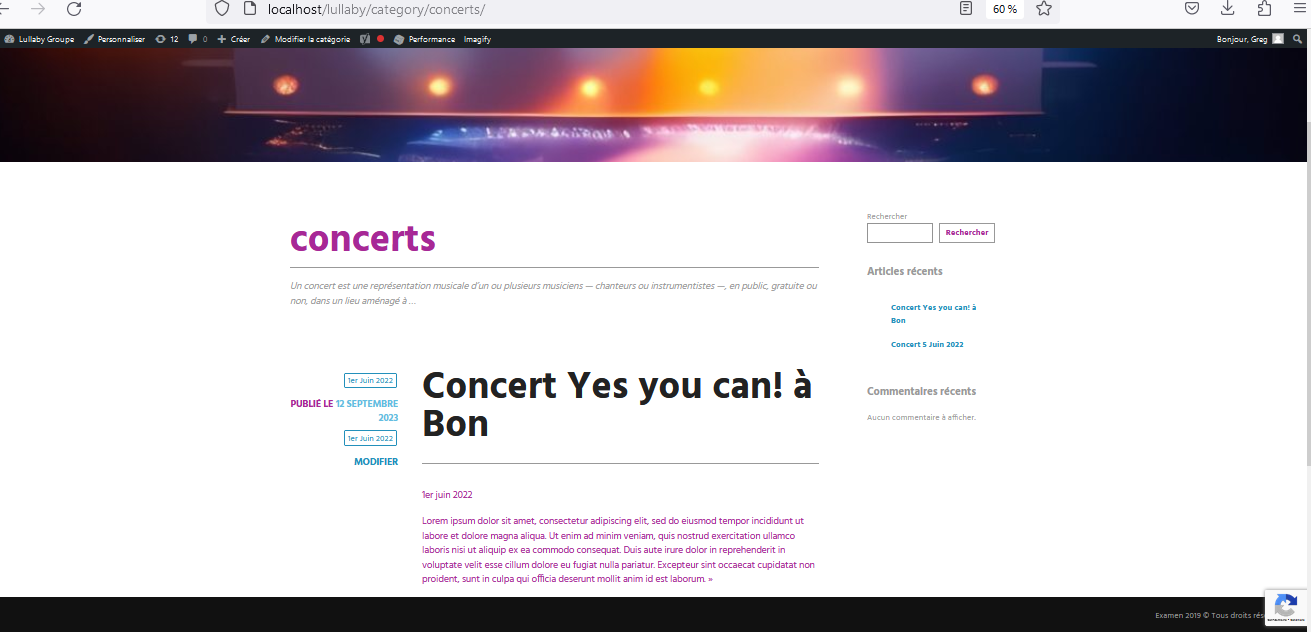 localhost/lullaby/category/concerts/
60 %
Lullaby Groupe Personnaliser 12 0 Créer Modifier la catégorie Performance Imagify Bonjour, Greg
concerts
Un concert est une représentation musicale d'un ou plusieurs musiciens — chanteurs ou instrumentistes —, en public, gratuite ou
non, dans un lieu aménagé à ...
1er Juin 2022
PUBLIÉ LE 12 SEPTEMBRE
2023
1er Juin 2022
MODIFIER
Concert Yes you can! à
Bon
1er juin 2022
Lorem ipsum dolor sit amet, consectetur adipiscing elit, sed do eiusmod tempor incididunt ut
labore et dolore magna aliqua. Ut enim ad minim veniam, quis nostrud exercitation ullamco
laboris nisi ut aliquip ex ea commodo consequat. Duis aute irure dolor in reprehenderit in
voluptate velit esse cillum dolore eu fugiat nulla pariatur. Excepteur sint occaecat cupidatat non
proident, sunt in culpa qui officia deserunt mollit anim id est laborum. »
Rechercher
Rechercher
Articles récents
Concert Yes you can! à
Bon
Concert 5 Juin 2022
Commentaires récents
Aucun commentaire à afficher.
Examen 2019 © Tous droits rés